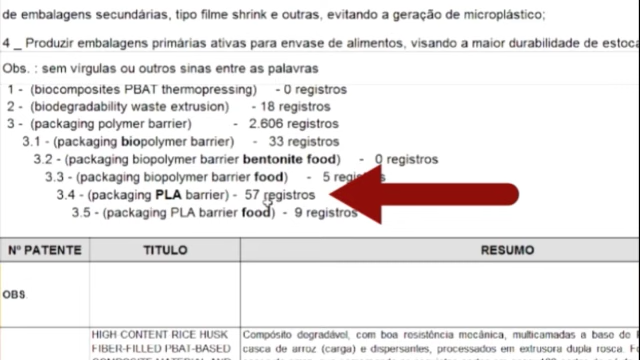 de embalagens secundárias, tipo filme shrink e outras, evitando a geração de microplástico;
4 _ Produzir embalagens primárias ativas para envase de alimentos, visando a maior durabilidade de estoca
Obs. : sem virgulas ou outros sinas entre as palavras
1 - (biocomposites PBAT thermopressing) - 0 registros
2 - (biodegradability waste extrusion) - 18 registros
3 - (packaging polymer barrier) - 2.606 registros
3.1 - (packaging biopolymer barrier) - 33 registros
3.2 - (packaging biopolymer barrier bentonite food) - 0 registros
3.3 - (packaging biopolymer barrier food) - 5 registros
3.4 - (packaging PLA barrier) - 57 registros
3.5 - (packaging PLA barrier food) - 9 registros
Nº PATENTE TITULO RESUMO
OBS
HIGH CONTENT RICE HUSK Compósito degradável, com boa resistência mecânica, multicamadas a base do
FIBER-FILLED PBAT-BASED casca de arroz (carga) e dispersantes, processados em extrusora dupla rosca.